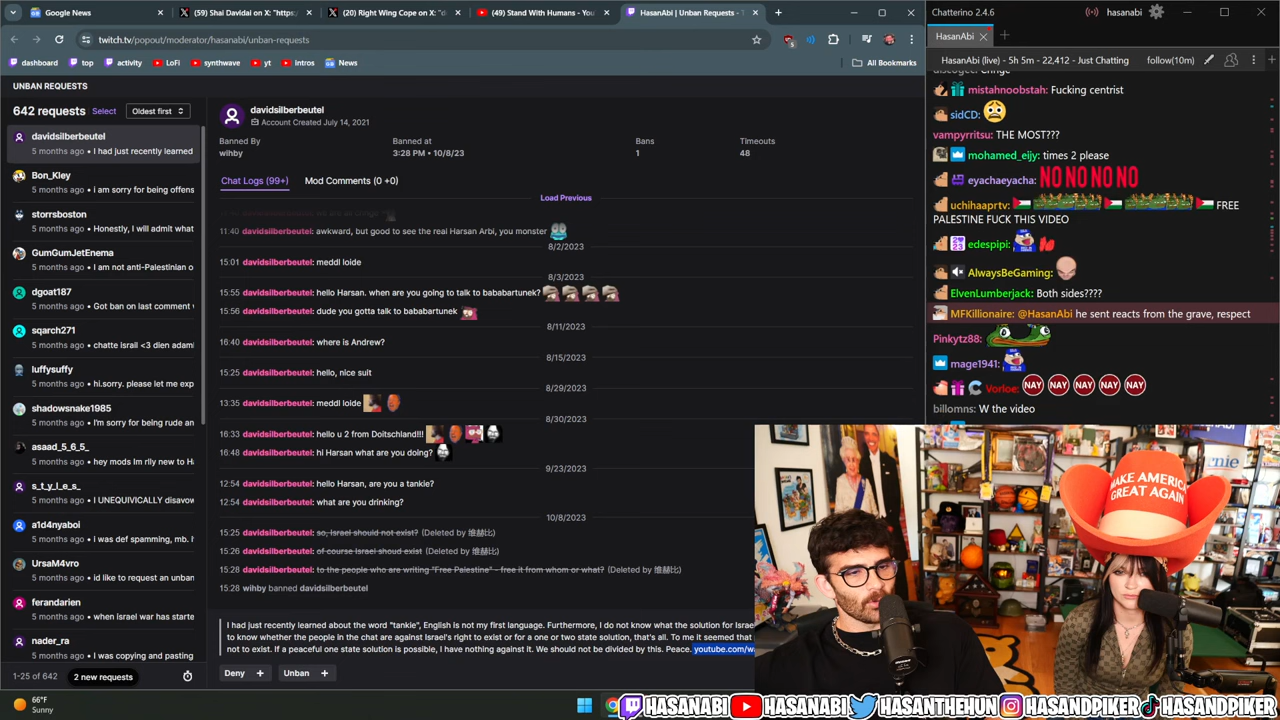 Google News
(59) Shai Davidai on X: "https:
(20) Right Wing Cope on X: "d
(49) Stand With Humans - You
HasanAbi | Unban Requests - T
twitch.tv/popout/moderator/hasanabi/unban-requests
dashboard
top
activity
LoFi
synthwave
yt
intros
News
All Bookmarks
UNBAN REQUESTS
642 requests Select Oldest first
davidsilberbeutel
5 months ago • I had just recently learned
Bon_Kley
5 months ago • i am sorry for being offens
storrsboston
5 months ago • Honestly, I will admit what
GumGumJetEnema
5 months ago • I am not anti-Palestinian o
dgoat187
5 months ago • Got ban on last comment
sqarch271
5 months ago • chatte Israil <3 dien adami
luffysuffy
5 months ago • hi.sorry. please let me exp
shadowsnake1985
5 months ago • I'm sorry for being rude an
asaad_5_6_5_
5 months ago • hey mods Im rlly new to H
s_t_y_l_e_s_
5 months ago • I UNEQUIVICALLY disavow
a1d4nyaboi
5 months ago • I was def spamming, mb. I
UrsaM4vro
5 months ago • id like to request an unban
ferandarien
5 months ago • when Israel war has starte
nader_ra
5 months ago • I was copying and pasting
1-25 of 642
2 new requests
davidsilberbeutel
Account Created July 14, 2021
Banned By
wihby
Banned at
3:28 PM • 10/8/23
Bans
1
Timeouts
48
Chat Logs (99+) Mod Comments (0 +0)
Load Previous
11:40 davidsilberbeutel: awkward, but good to see the real Harsan Arbi, you monster
8/2/2023
15:01 davidsilberbeutel: meddl loide
8/3/2023
15:55 davidsilberbeutel: hello Harsan. when are you going to talk to bababartunek?
15:56 davidsilberbeutel: dude you gotta talk to bababartunek
8/11/2023
16:40 davidsilberbeutel: where is Andrew?
8/15/2023
15:25 davidsilberbeutel: hello, nice suit
8/29/2023
13:35 davidsilberbeutel: meddl loide
8/30/2023
16:33 davidsilberbeutel: hello u 2 from Doitschland!!!
16:48 davidsilberbeutel: hi Harsan what are you doing?
9/23/2023
12:54 davidsilberbeutel: hello Harsan, are you a tankie?
12:54 davidsilberbeutel: what are you drinking?
10/8/2023
15:25 davidsilberbeutel: so, Israel should not exist? (Deleted by 维赫比)
15:26 davidsilberbeutel: of course Israel shoud exist (Deleted by 维赫比)
15:28 davidsilberbeutel: to the people who are writing "Free Palestine" - free it from whom or what? (Deleted by 维赫比)
15:28 wihby banned davidsilberbeutel
I had just recently learned about the word "tankie", English is not my first language. Furthermore, I do not know what the solution for Israe
to know whether the people in the chat are against Israel's right to exist or for a one or two state solution, that's all. To me it seemed that
not to exist. If a peaceful one state solution is possible, I have nothing against it. We should not be divided by this. Peace. youtube.com/wa
Deny +
Unban +
Chatterino 2.4.6
hasanabi
HasanAbi
HasanAbi (live) - 5h 5m - 22,412 - Just Chatting
follow(10m)
mistahnoobstah: Fucking centrist
sidCD:
vampyrritsu: THE MOST???
mohamed_eijy: times 2 please
eyachaeyacha: NO NO NO NO
uchihaaprtv: FREE
PALESTINE FUCK THIS VIDEO
edespipi:
AlwaysBeGaming:
ElvenLumberjack: Both sides????
MFKillionaire: @HasanAbi he sent reacts from the grave, respect
Pinkytz88:
mage1941:
Vorloe: NAY NAY NAY NAY NAY
billomns: W the video
MAKE AMERICA
GREAT AGAIN
66°F
Sunny
HASANABI
HASANABI
HASANTHEHUN
HASANDPIKER
HASANDPIKER